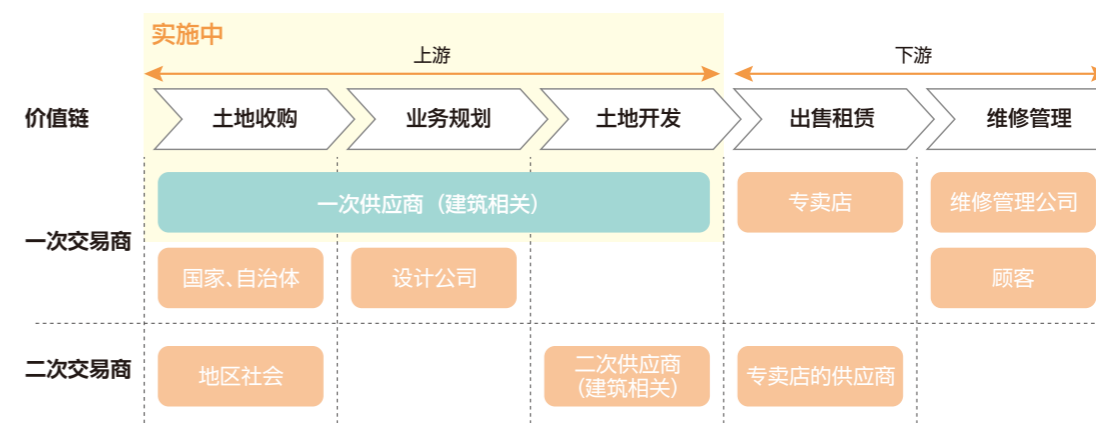 实施中
上游
下游
价值链
土地收购
业务规划
土地开发
出售租赁
维修管理
一次供应商（建筑相关）
专卖店
维修管理公司
一次交易商
国家、自治体
设计公司
顾客
二次交易商
地区社会
二次供应商
（建筑相关）
专卖店的供应商